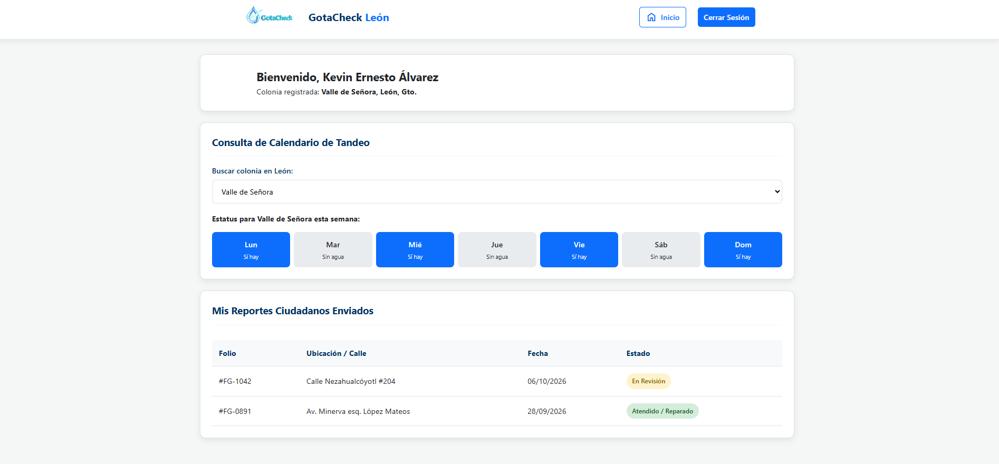 GotaCheck
GotaCheck León
Inicio
Cerrar Sesión
Bienvenido, Kevin Ernesto Álvarez
Colonia registrada: Valle de Señora, León, Gto.
Consulta de Calendario de Tandeo
Buscar colonia en León:
Valle de Señora
Estatus para Valle de Señora esta semana:
Lun
Sí hay
Mar
Sin agua
Mié
Sí hay
Jue
Sin agua
Vie
Sí hay
Sáb
Sin agua
Dom
Sí hay
Mis Reportes Ciudadanos Enviados
Folio Ubicación / Calle Fecha Estado
#FG-1042 Calle Nezahualcóyotl #204 06/10/2026 En Revisión
#FG-0891 Av. Minerva esq. López Mateos 28/09/2026 Atendido / Reparado